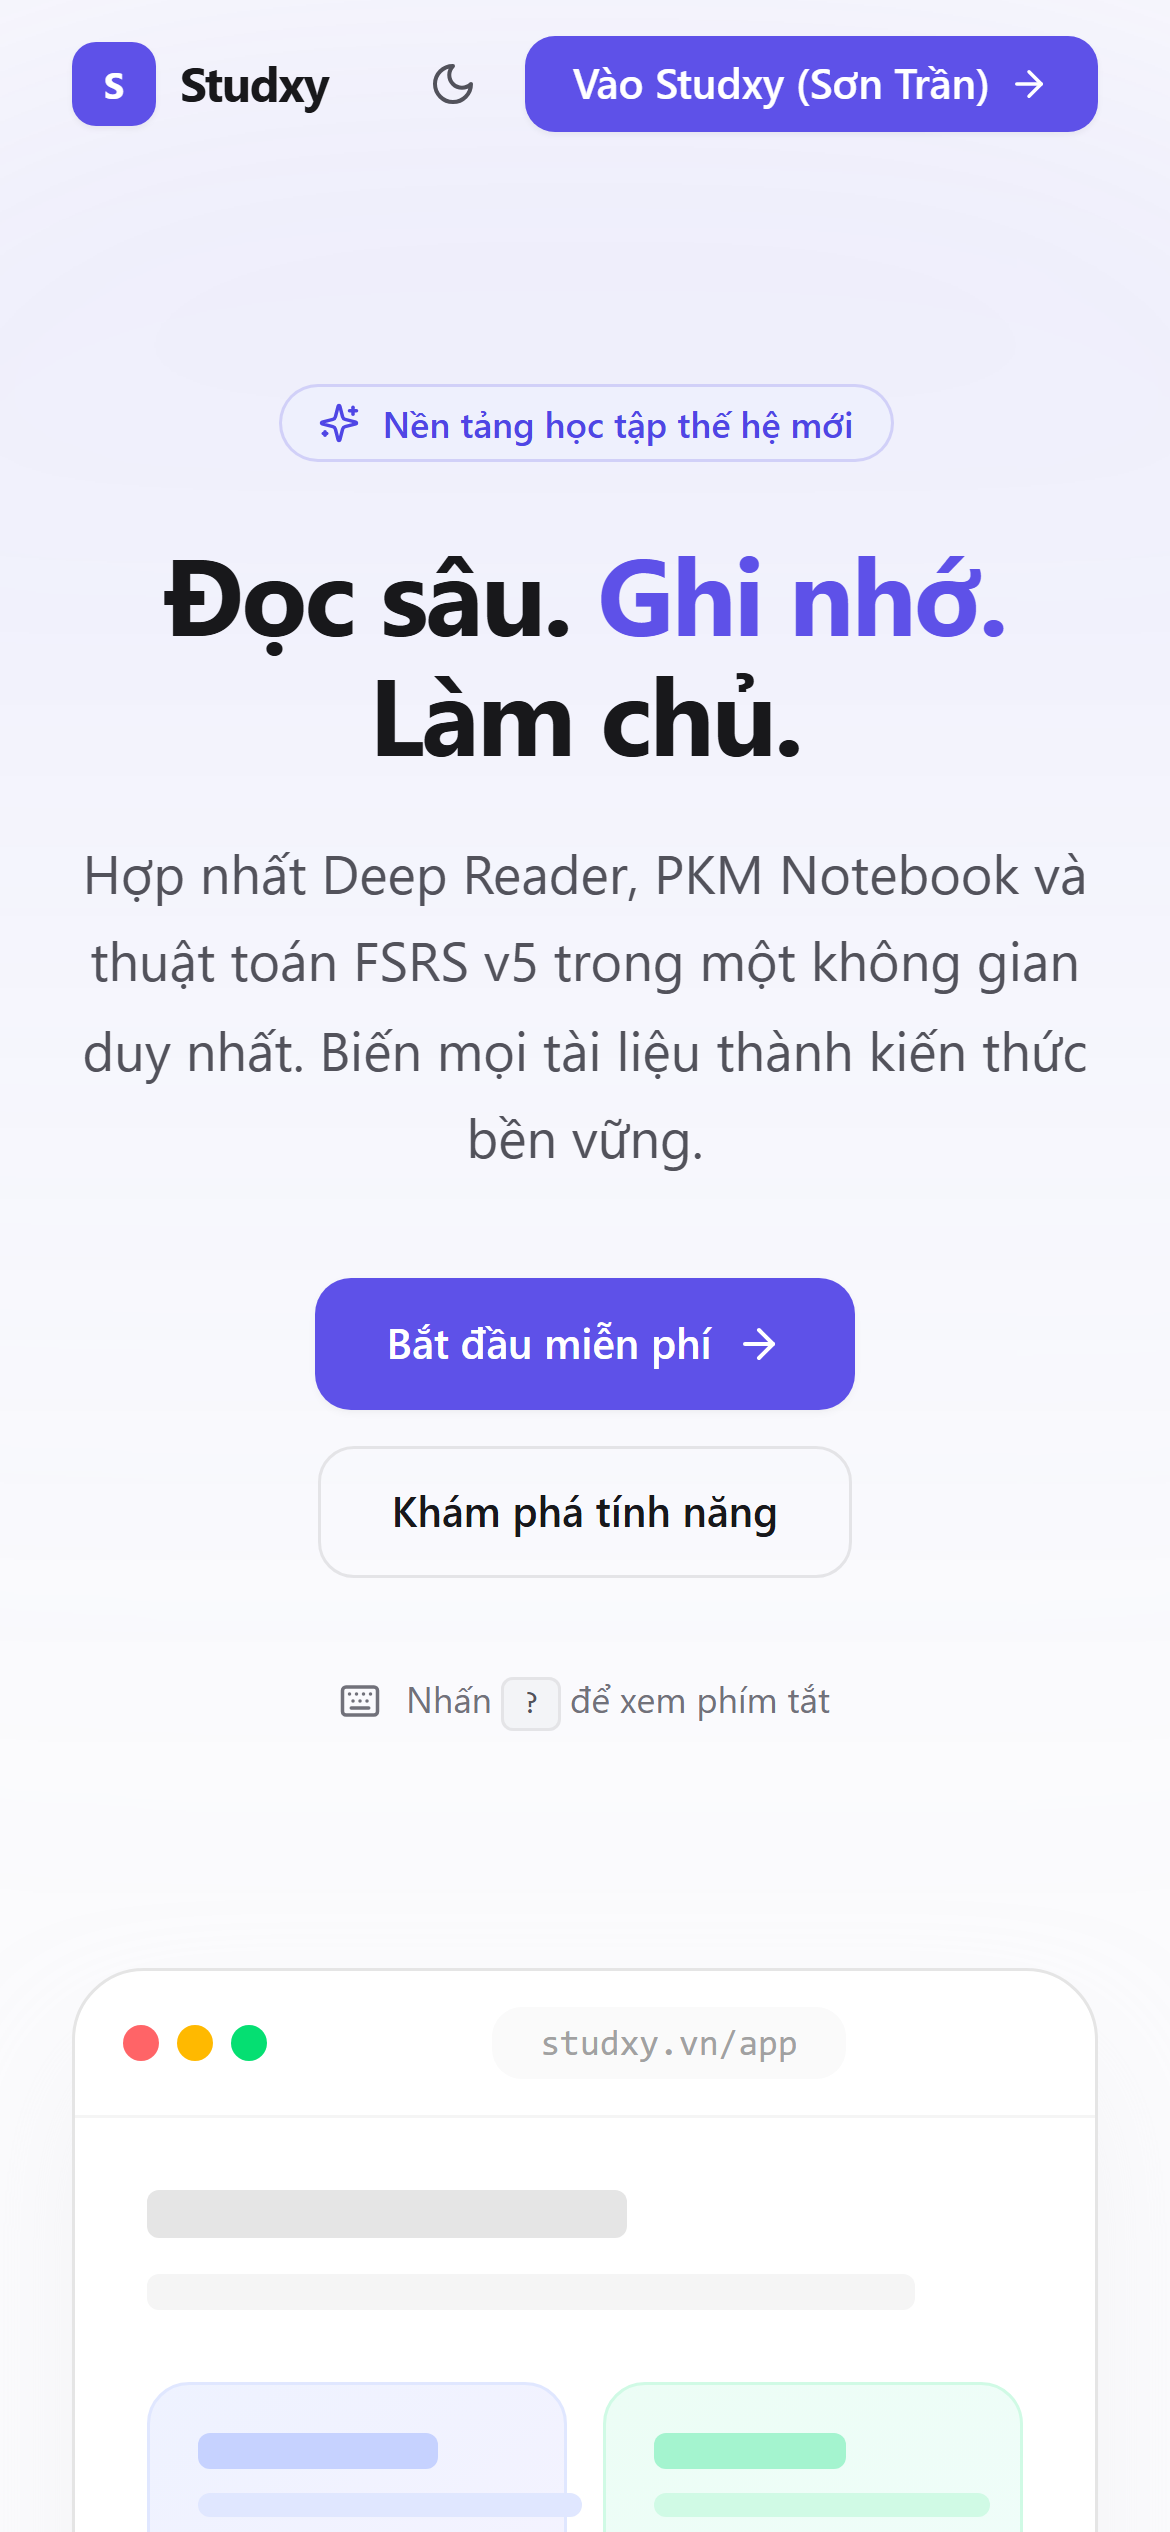 S Studxy Vào Studxy (Sơn Trần)
Nền tảng học tập thế hệ mới
Đọc sâu. Ghi nhớ.
Làm chủ.
Hợp nhất Deep Reader, PKM Notebook và
thuật toán FSRS v5 trong một không gian
duy nhất. Biến mọi tài liệu thành kiến thức
bền vững.
Bắt đầu miễn phí
Khám phá tính năng
Nhấn ? để xem phím tắt
studxy.vn/app